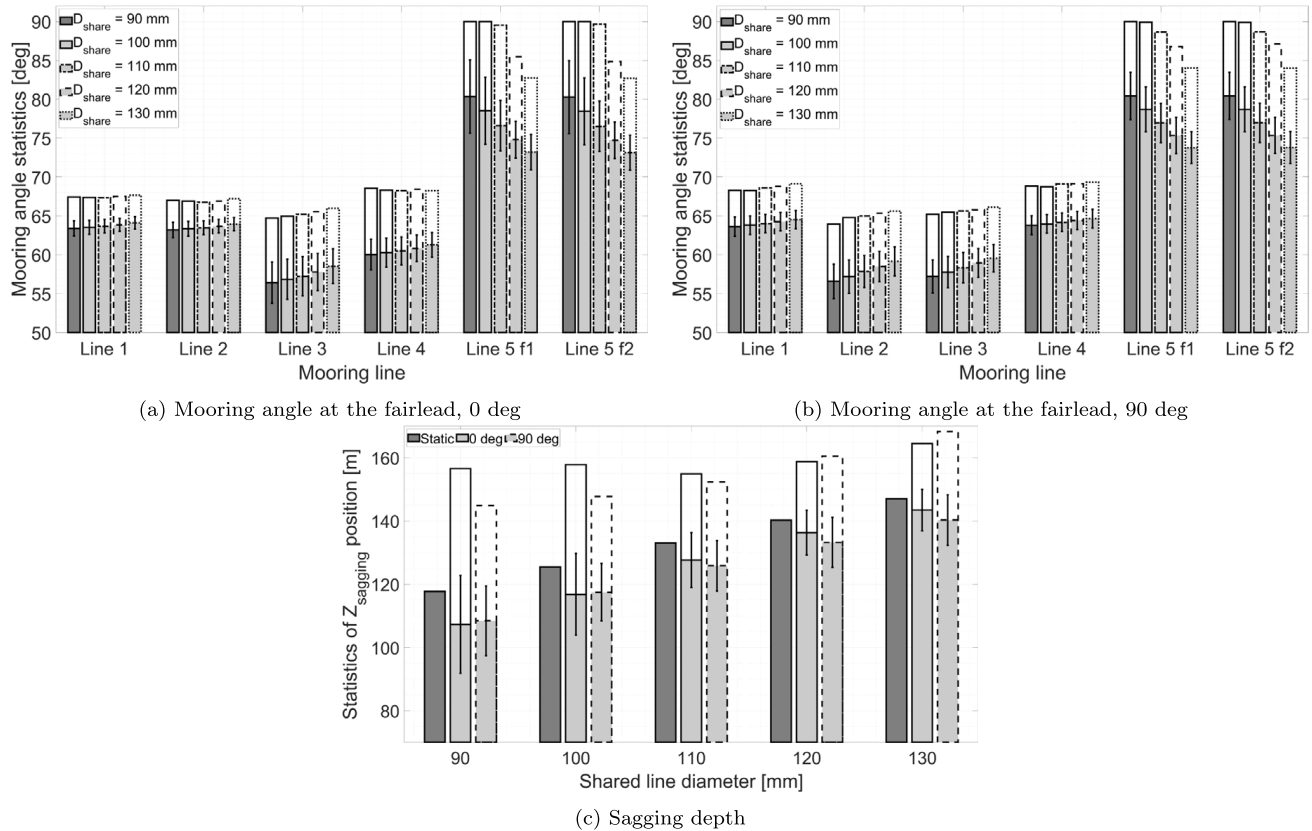 Mooring angle statistics [deg]
90
85
80
75
70
65
60
55
50
D_share = 90 mm
D_share = 100 mm
D_share = 110 mm
D_share = 120 mm
D_share = 130 mm
Line 1 Line 2 Line 3 Line 4 Line 5 f1 Line 5 f2
Mooring line
(a) Mooring angle at the fairlead, 0 deg
Mooring angle statistics [deg]
90
85
80
75
70
65
60
55
50
D_share = 90 mm
D_share = 100 mm
D_share = 110 mm
D_share = 120 mm
D_share = 130 mm
Line 1 Line 2 Line 3 Line 4 Line 5 f1 Line 5 f2
Mooring line
(b) Mooring angle at the fairlead, 90 deg
Statistics of Z_sagging position [m]
160
140
120
100
80
Static 0 deg 90 deg
90 100 110 120 130
Shared line diameter [mm]
(c) Sagging depth